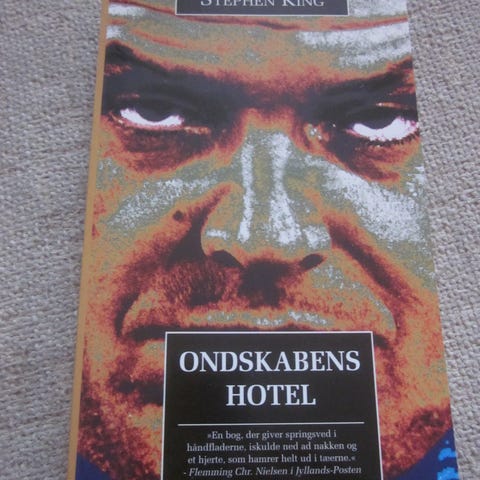 STEPHEN KING
ONDSKABENS
HOTEL
»En bog, der giver springsved i
håndfladerne, iskulde ned ad nakken og
et hjerte, som hamrer helt ud i tæerne.«
- Flemming Chr. Nielsen i Jyllands-Posten